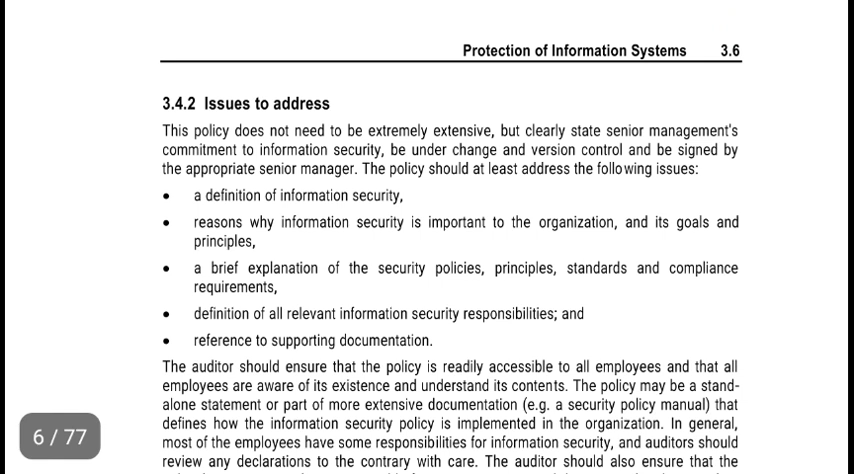 Protection of Information Systems 3.6
3.4.2 Issues to address
This policy does not need to be extremely extensive, but clearly state senior management's
commitment to information security, be under change and version control and be signed by
the appropriate senior manager. The policy should at least address the following issues:
• a definition of information security,
• reasons why information security is important to the organization, and its goals and
principles,
• a brief explanation of the security policies, principles, standards and compliance
requirements,
• definition of all relevant information security responsibilities; and
• reference to supporting documentation.
The auditor should ensure that the policy is readily accessible to all employees and that all
employees are aware of its existence and understand its contents. The policy may be a stand-
alone statement or part of more extensive documentation (e.g. a security policy manual) that
defines how the information security policy is implemented in the organization. In general,
most of the employees have some responsibilities for information security, and auditors should
review any declarations to the contrary with care. The auditor should also ensure that the
6 / 77